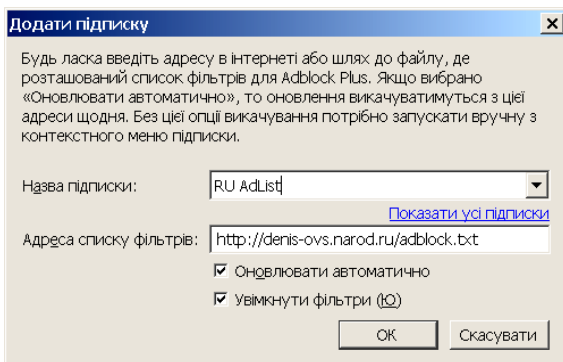 Додати підписку
Будь ласка введіть адресу в інтернеті або шлях до файлу, де
розташований список фільтрів для Adblock Plus. Якщо вибрано
«Оновлювати автоматично», то оновлення викачуватимуться з цієї
адреси щодня. Без цієї опції викачування потрібно запускати вручну з
контекстного меню підписки.
Назва підписки: RU AdList
Показати усі підписки
Адреса списку фільтрів: http://denis-ovs.narod.ru/adblock.txt
Оновлювати автоматично
Увімкнути фільтри (Ю)
OK Скасувати